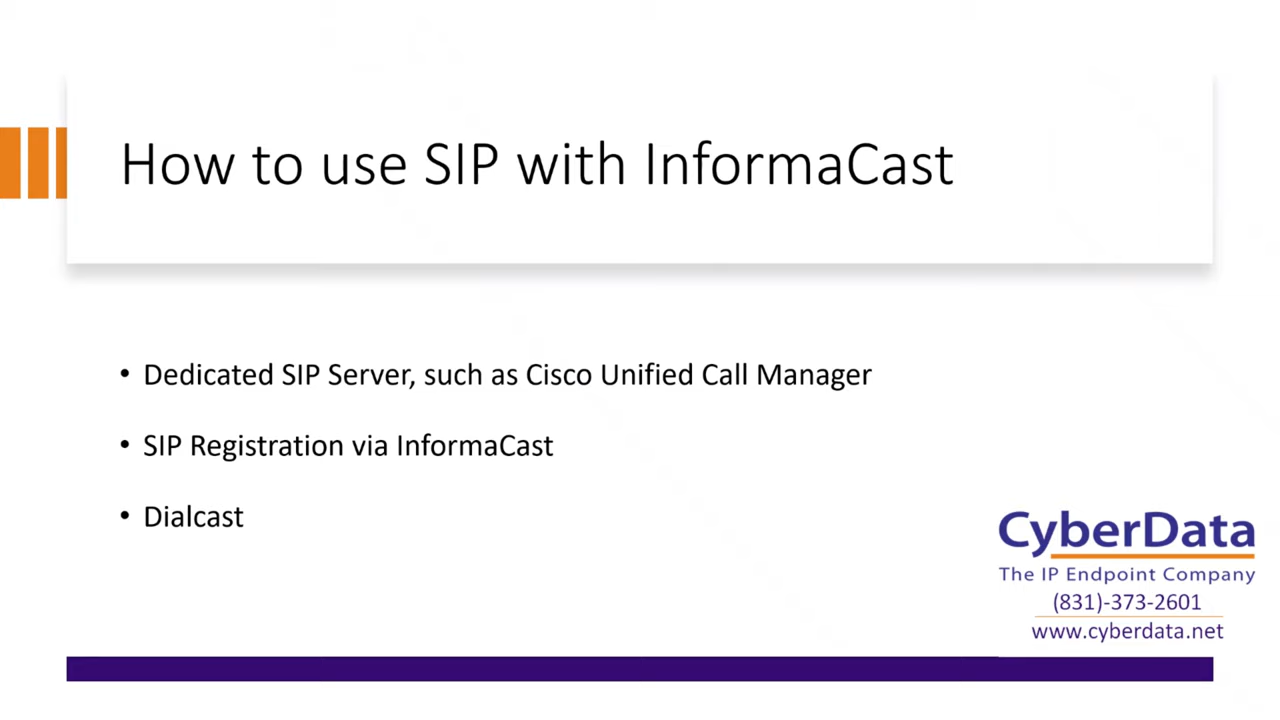 How to use SIP with InformaCast
• Dedicated SIP Server, such as Cisco Unified Call Manager
• SIP Registration via InformaCast
• Dialcast
CyberData
The IP Endpoint Company
(831)-373-2601
www.cyberdata.net